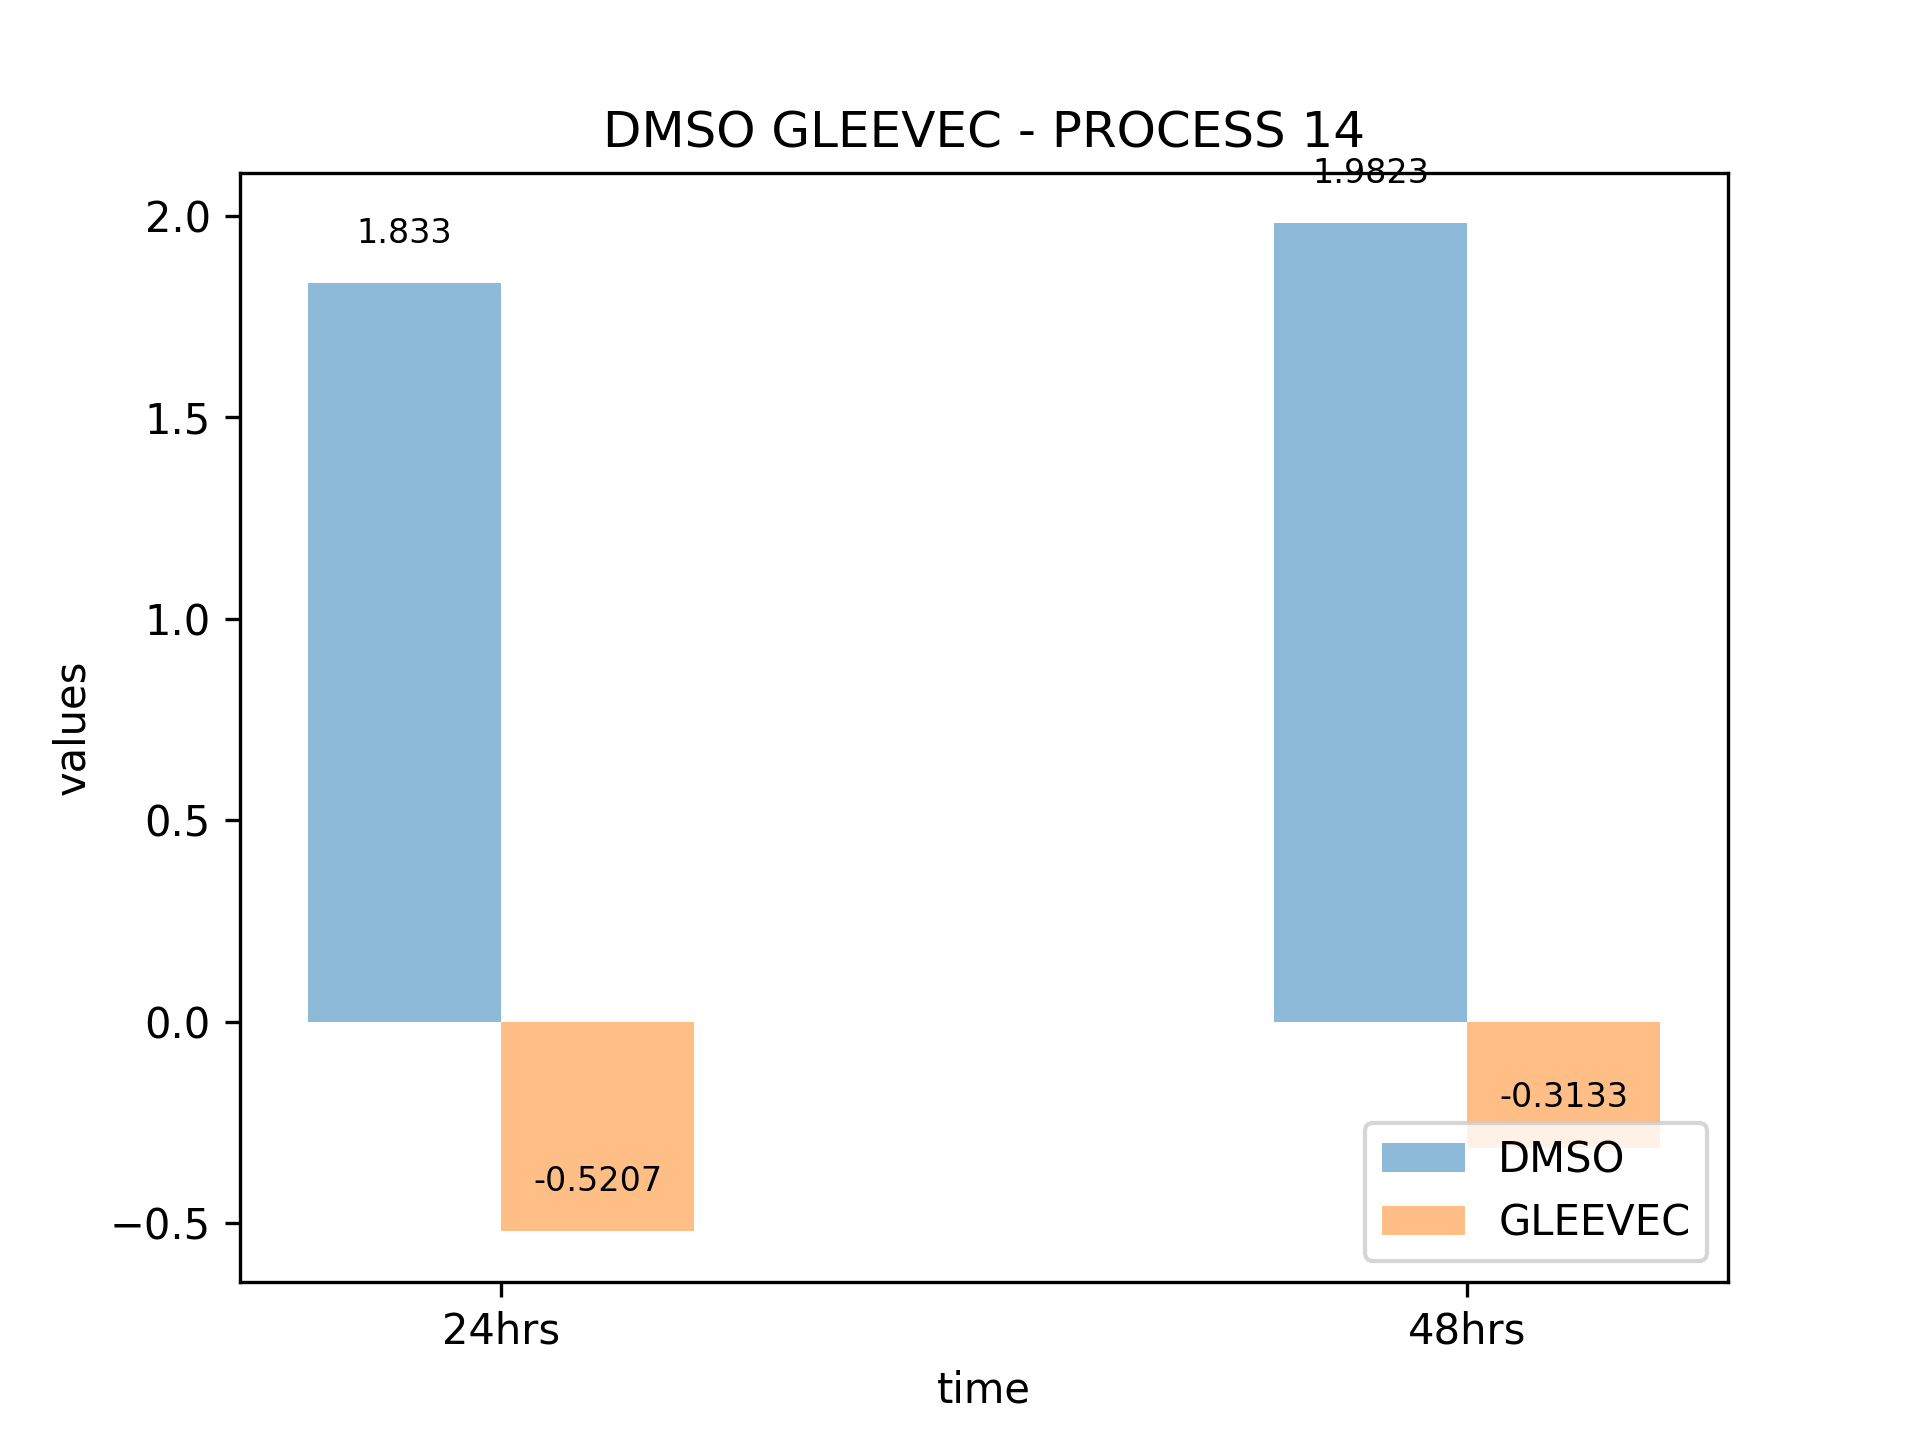 DMSO GLEEVEC - PROCESS 14
1.9823
1.833
2.0
1.5
1.0
0.5
0.0
−0.5
values
-0.3133
-0.5207
DMSO
GLEEVEC
24hrs
48hrs
time